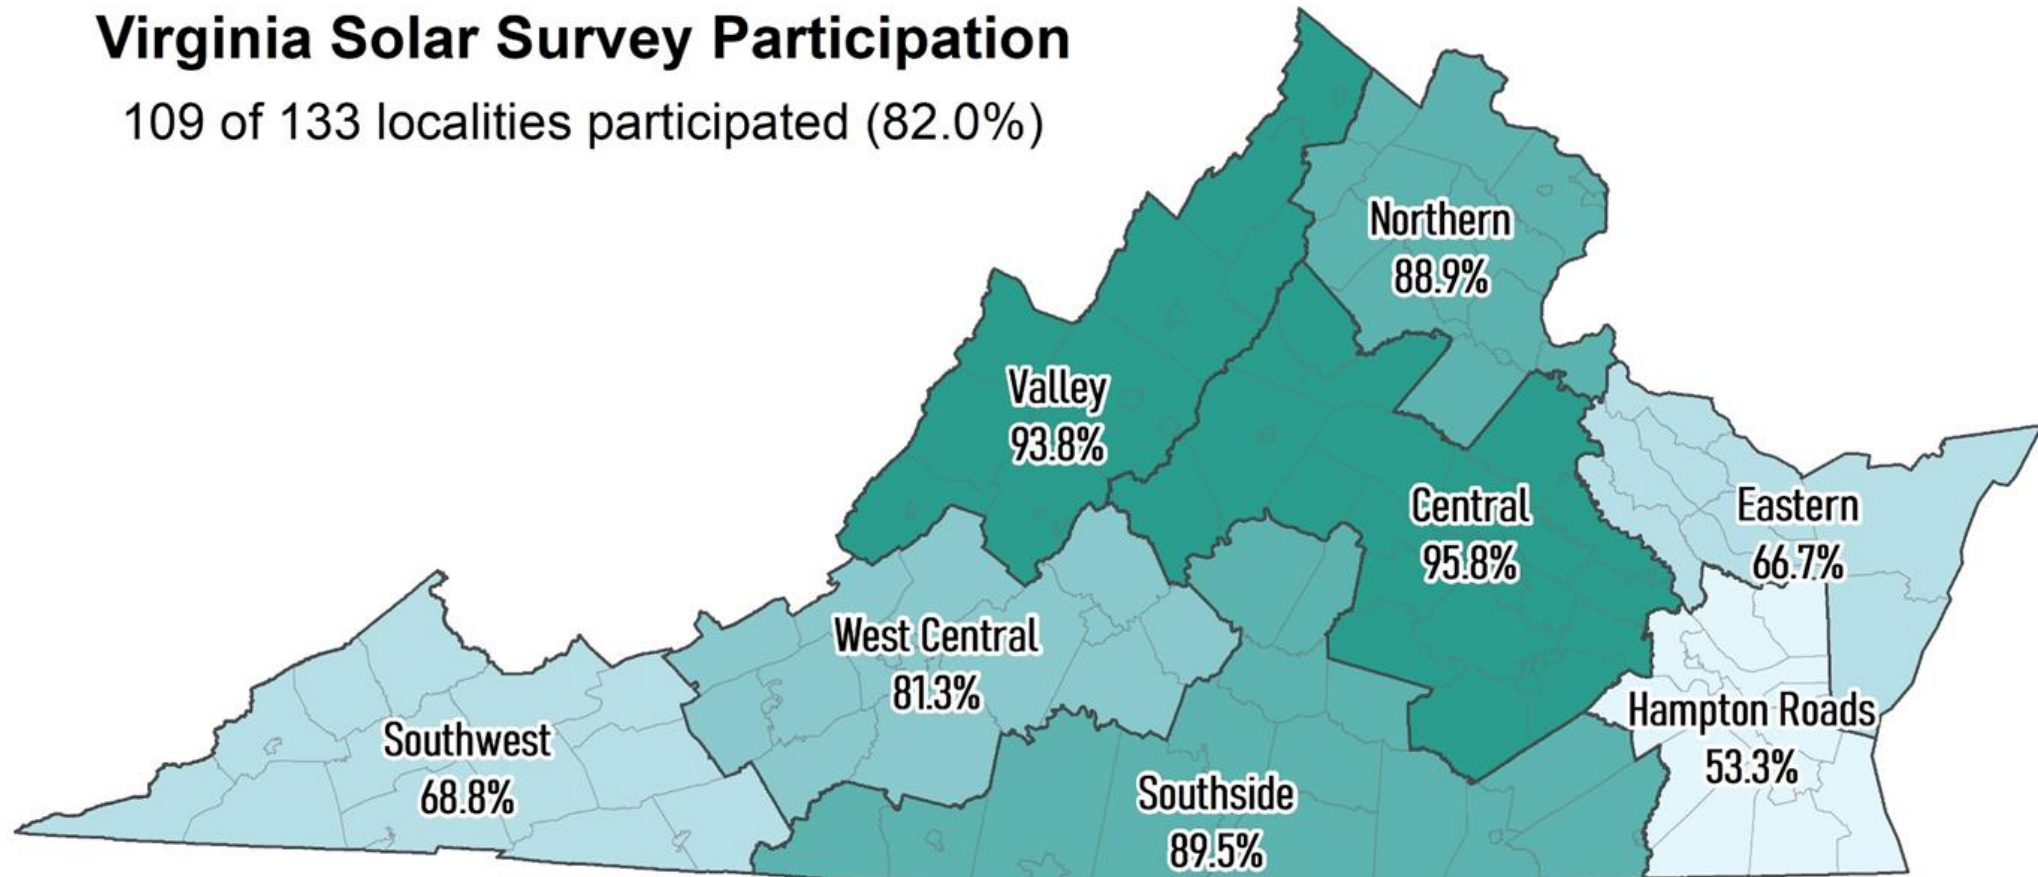 Virginia Solar Survey Participation
109 of 133 localities participated (82.0%)
Northern
88.9%
Valley
93.8%
Central
95.8%
Eastern
66.7%
West Central
81.3%
Hampton Roads
53.3%
Southwest
68.8%
Southside
89.5%